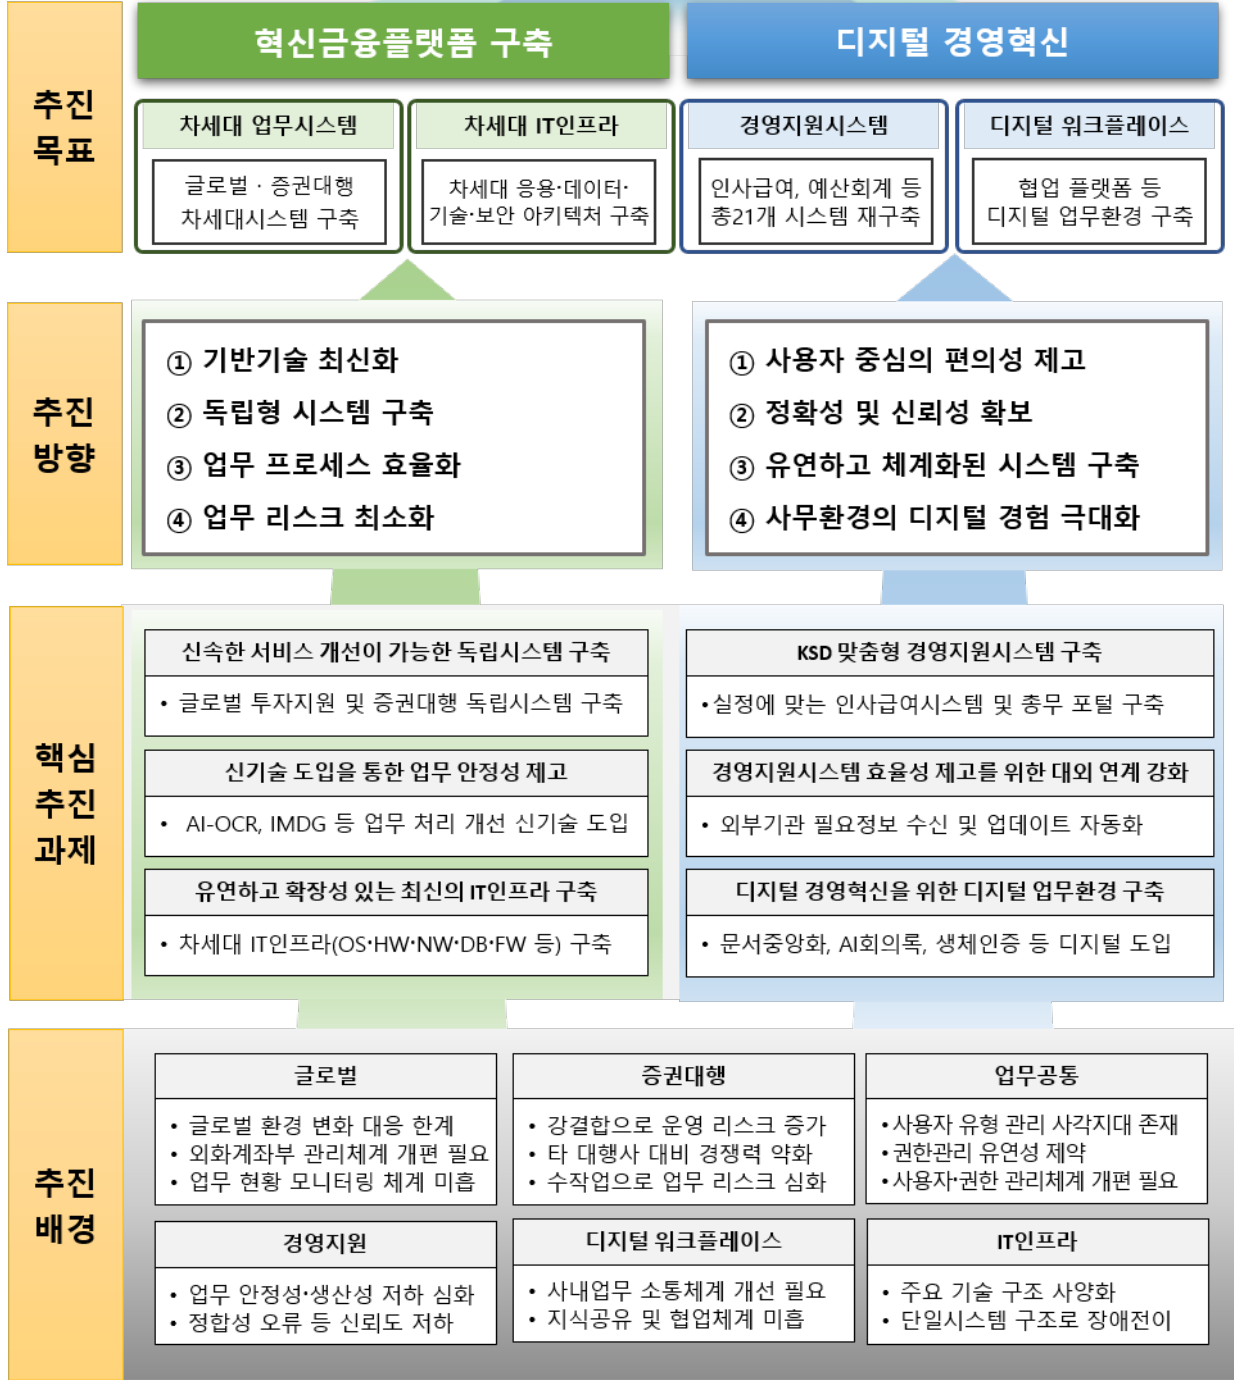 추진
목표
혁신금융플랫폼 구축
디지털 경영혁신
차세대 업무시스템
글로벌 · 증권대행
차세대시스템 구축
차세대 IT인프라
차세대 응용·데이터·
기술·보안 아키텍처 구축
경영지원시스템
인사급여, 예산회계 등
총21개 시스템 재구축
디지털 워크플레이스
협업 플랫폼 등
디지털 업무환경 구축
추진
방향
① 기반기술 최신화
② 독립형 시스템 구축
③ 업무 프로세스 효율화
④ 업무 리스크 최소화
① 사용자 중심의 편의성 제고
② 정확성 및 신뢰성 확보
③ 유연하고 체계화된 시스템 구축
④ 사무환경의 디지털 경험 극대화
핵심
추진
과제
신속한 서비스 개선이 가능한 독립시스템 구축
• 글로벌 투자지원 및 증권대행 독립시스템 구축
신기술 도입을 통한 업무 안정성 제고
• AI-OCR, IMDG 등 업무 처리 개선 신기술 도입
유연하고 확장성 있는 최신의 IT인프라 구축
• 차세대 IT인프라(OS·HW·NW·DB·FW 등) 구축
KSD 맞춤형 경영지원시스템 구축
•실정에 맞는 인사급여시스템 및 총무 포털 구축
경영지원시스템 효율성 제고를 위한 대외 연계 강화
• 외부기관 필요정보 수신 및 업데이트 자동화
디지털 경영혁신을 위한 디지털 업무환경 구축
• 문서중앙화, AI회의록, 생체인증 등 디지털 도입
추진
배경
글로벌
• 글로벌 환경 변화 대응 한계
• 외화계좌부 관리체계 개편 필요
• 업무 현황 모니터링 체계 미흡
증권대행
• 강결합으로 운영 리스크 증가
• 타 대행사 대비 경쟁력 약화
• 수작업으로 업무 리스크 심화
업무공통
•사용자 유형 관리 사각지대 존재
•권한관리 유연성 제약
•사용자·권한 관리체계 개편 필요
경영지원
• 업무 안정성·생산성 저하 심화
• 정합성 오류 등 신뢰도 저하
디지털 워크플레이스
• 사내업무 소통체계 개선 필요
• 지식공유 및 협업체계 미흡
IT인프라
• 주요 기술 구조 사양화
• 단일시스템 구조로 장애전이